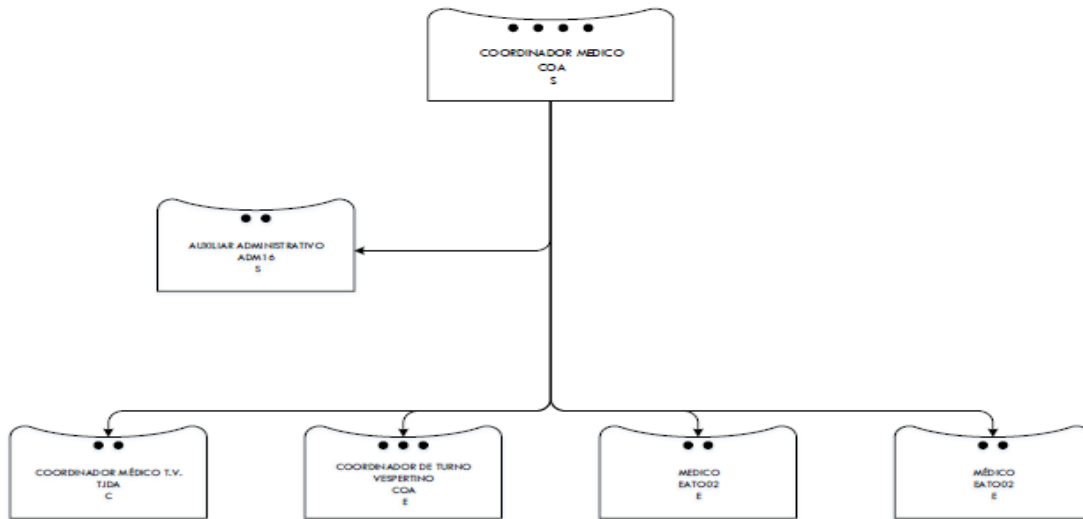 COORDINADOR MEDICO
COA
S
AUXILIAR ADMINISTRATIVO
ADM16
S
COORDINADOR MÉDICO T.V.
TJDA
C
COORDINADOR DE TURNO
VESPERTINO
COA
E
MEDICO
EATO02
E
MÉDICO
EATO02
E